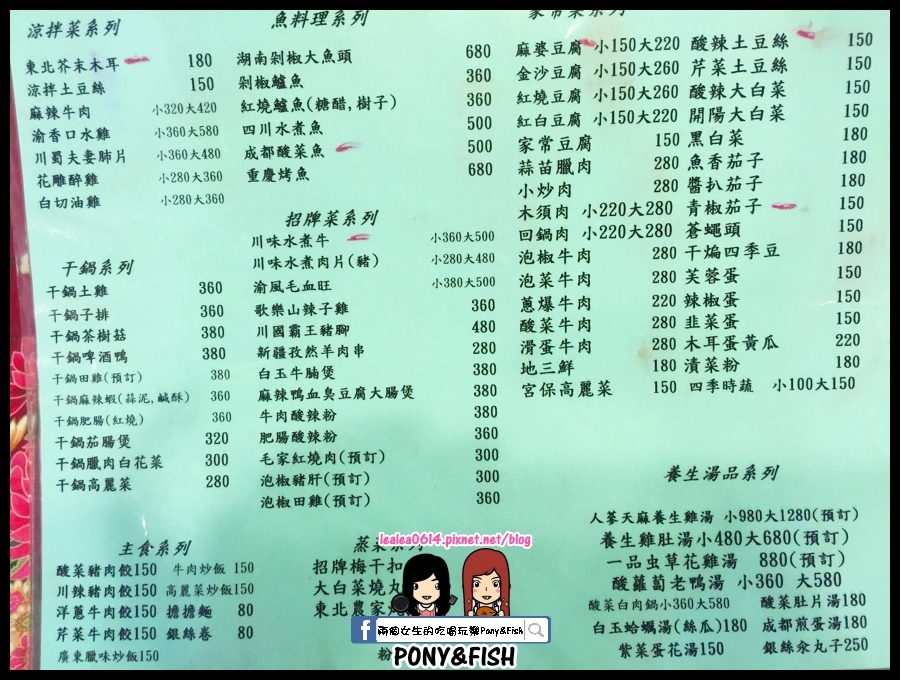 涼拌菜系列
東北芥末木耳 180
涼拌土豆絲 150
麻辣牛肉 小320大420
渝香口水雞 小360大580
川蜀夫妻肺片 小360大480
花雕醉雞 小280大360
白切油雞 小280大360
干鍋系列
干鍋土雞 360
干鍋子排 380
干鍋茶樹菇 380
干鍋啤酒鴨 380
干鍋田雞(預訂) 380
干鍋麻辣蝦(蒜泥,鹹酥) 360
干鍋肥腸(紅燒) 360
干鍋茄腸煲 320
干鍋臘肉白花菜 300
干鍋高麗菜 280
主食系列
酸菜豬肉餃150 牛肉炒飯 150
川辣豬肉餃150 高麗菜炒飯150
洋蔥牛肉餃150 擔擔麵 80
芹菜牛肉餃150 銀絲卷 80
廣東臘味炒飯150
魚料理系列
湖南剁椒大魚頭 680
剁椒鱸魚 360
紅燒鱸魚(糖醋,樹子) 360
四川水煮魚 500
成都酸菜魚 500
重慶烤魚 680
招牌菜系列
川味水煮牛 小360大500
川味水煮肉片(豬) 小280大480
渝風毛血旺 小380大500
歌樂山辣子雞 360
川國霸王豬腳 480
新疆孜然羊肉串 280
白玉牛腩煲 380
麻辣鴨血臭豆腐大腸煲 380
牛肉酸辣粉 380
肥腸酸辣粉 360
毛家紅燒肉(預訂) 300
泡椒豬肝(預訂) 300
泡椒田雞(預訂) 360
蒸菜系列
招牌梅干扣
大白菜燒丸
東北農家
粉
家常菜系列
麻婆豆腐 小150大220
金沙豆腐 小150大260
紅燒豆腐 小150大260
紅白豆腐 小150大220
家常豆腐 150
蒜苗臘肉 280
小炒肉 280
木須肉 小220大280
回鍋肉 小220大280
泡椒牛肉 280
泡菜牛肉 280
蔥爆牛肉 220
酸菜牛肉 280
滑蛋牛肉 280
地三鮮 180
宮保高麗菜 150
酸辣土豆絲 150
芹菜土豆絲 150
酸辣大白菜 150
開陽大白菜 150
黑白菜 180
魚香茄子 180
醬扒茄子 180
青椒茄子 150
蒼蠅頭 150
干煸四季豆 180
芙蓉蛋 150
辣椒蛋 150
韭菜蛋 150
木耳蛋黃瓜 220
漬菜粉 180
四季時蔬 小100大150
養生湯品系列
人蔘天麻養生雞湯 小980大1280(預訂)
養生雞肚湯小480大680(預訂)
一品虫草花雞湯 880(預訂)
酸蘿蔔老鴨湯 小360 大580
酸菜白肉鍋小360大580 酸菜肚片湯180
白玉蛤蠣湯(絲瓜)180 成都煎蛋湯180
紫菜蛋花湯150 銀絲汆丸子250
lealea0614.pixnet.net/blog
f 兩個女生的吃喝玩樂Pony&Fish
PONY&FISH